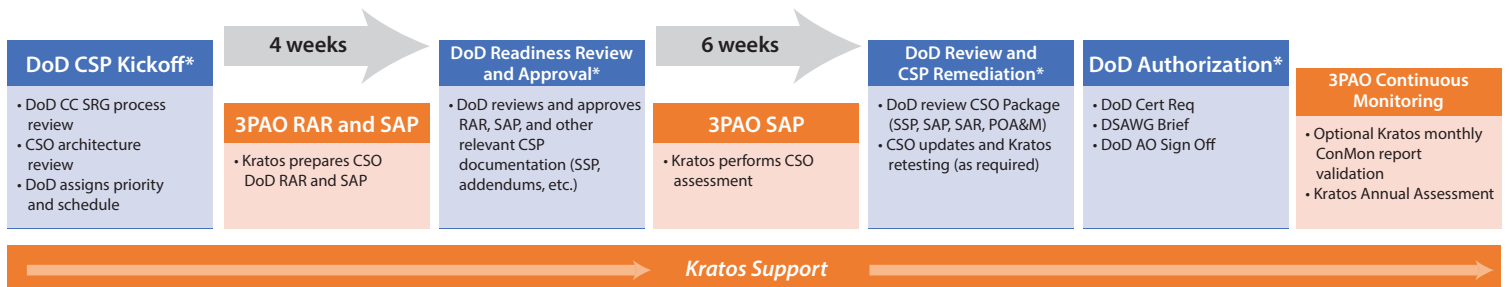 DoD CSP Kickoff*
• DoD CC SRG process
review
• CSO architecture
review
• DoD assigns priority
and schedule
4 weeks
3PAO RAR and SAP
• Kratos prepares CSO
DoD RAR and SAP
DoD Readiness Review
and Approval*
• DoD reviews and approves
RAR, SAP, and other
relevant CSP
documentation (SSP,
addendums, etc.)
6 weeks
3PAO SAP
• Kratos performs CSO
assessment
DoD Review and
CSP Remediation*
• DoD review CSO Package
(SSP, SAP, SAR, POA&M)
• CSO updates and Kratos
retesting (as required)
DoD Authorization*
• DoD Cert Req
• DSAWG Brief
• DoD AO Sign Off
3PAO Continuous
Monitoring
• Optional Kratos monthly
ConMon report
validation
• Kratos Annual Assessment
Kratos Support